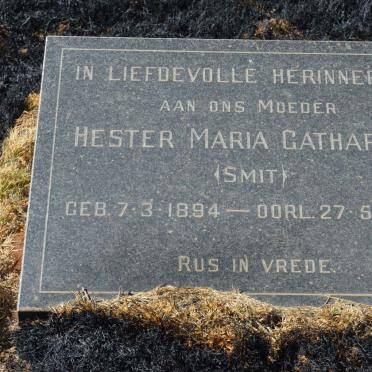 IN LIEFDEVOLLE HERINNER
AAN ONS MOEDER
HESTER MARIA CATHAR
(SMIT)
GEB. 7-3-1894 — OORL. 27-5
RUS IN VREDE.